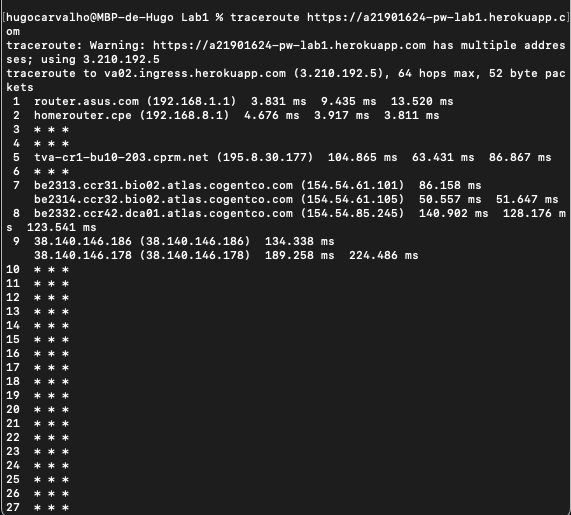 [hugocarvalho@MBP-de-Hugo Lab1 % traceroute https://a21901624-pw-lab1.herokuapp.c]
om
traceroute: Warning: https://a21901624-pw-lab1.herokuapp.com has multiple addres
ses; using 3.210.192.5
traceroute to va02.ingress.herokuapp.com (3.210.192.5), 64 hops max, 52 byte pac
kets
 1  router.asus.com (192.168.1.1)  3.831 ms  9.435 ms  13.520 ms
 2  homerouter.cpe (192.168.8.1)  4.676 ms  3.917 ms  3.811 ms
 3  * * *
 4  * * *
 5  tva-cr1-bu10-203.cprm.net (195.8.30.177)  104.865 ms  63.431 ms  86.867 ms
 6  * * *
 7  be2313.ccr31.bio02.atlas.cogentco.com (154.54.61.101)  86.158 ms
    be2314.ccr32.bio02.atlas.cogentco.com (154.54.61.105)  50.557 ms  51.647 ms
 8  be2332.ccr42.dca01.atlas.cogentco.com (154.54.85.245)  140.902 ms  128.176 m
s  123.541 ms
 9  38.140.146.186 (38.140.146.186)  134.338 ms
    38.140.146.178 (38.140.146.178)  189.258 ms  224.486 ms
10  * * *
11  * * *
12  * * *
13  * * *
14  * * *
15  * * *
16  * * *
17  * * *
18  * * *
19  * * *
20  * * *
21  * * *
22  * * *
23  * * *
24  * * *
25  * * *
26  * * *
27  * * *